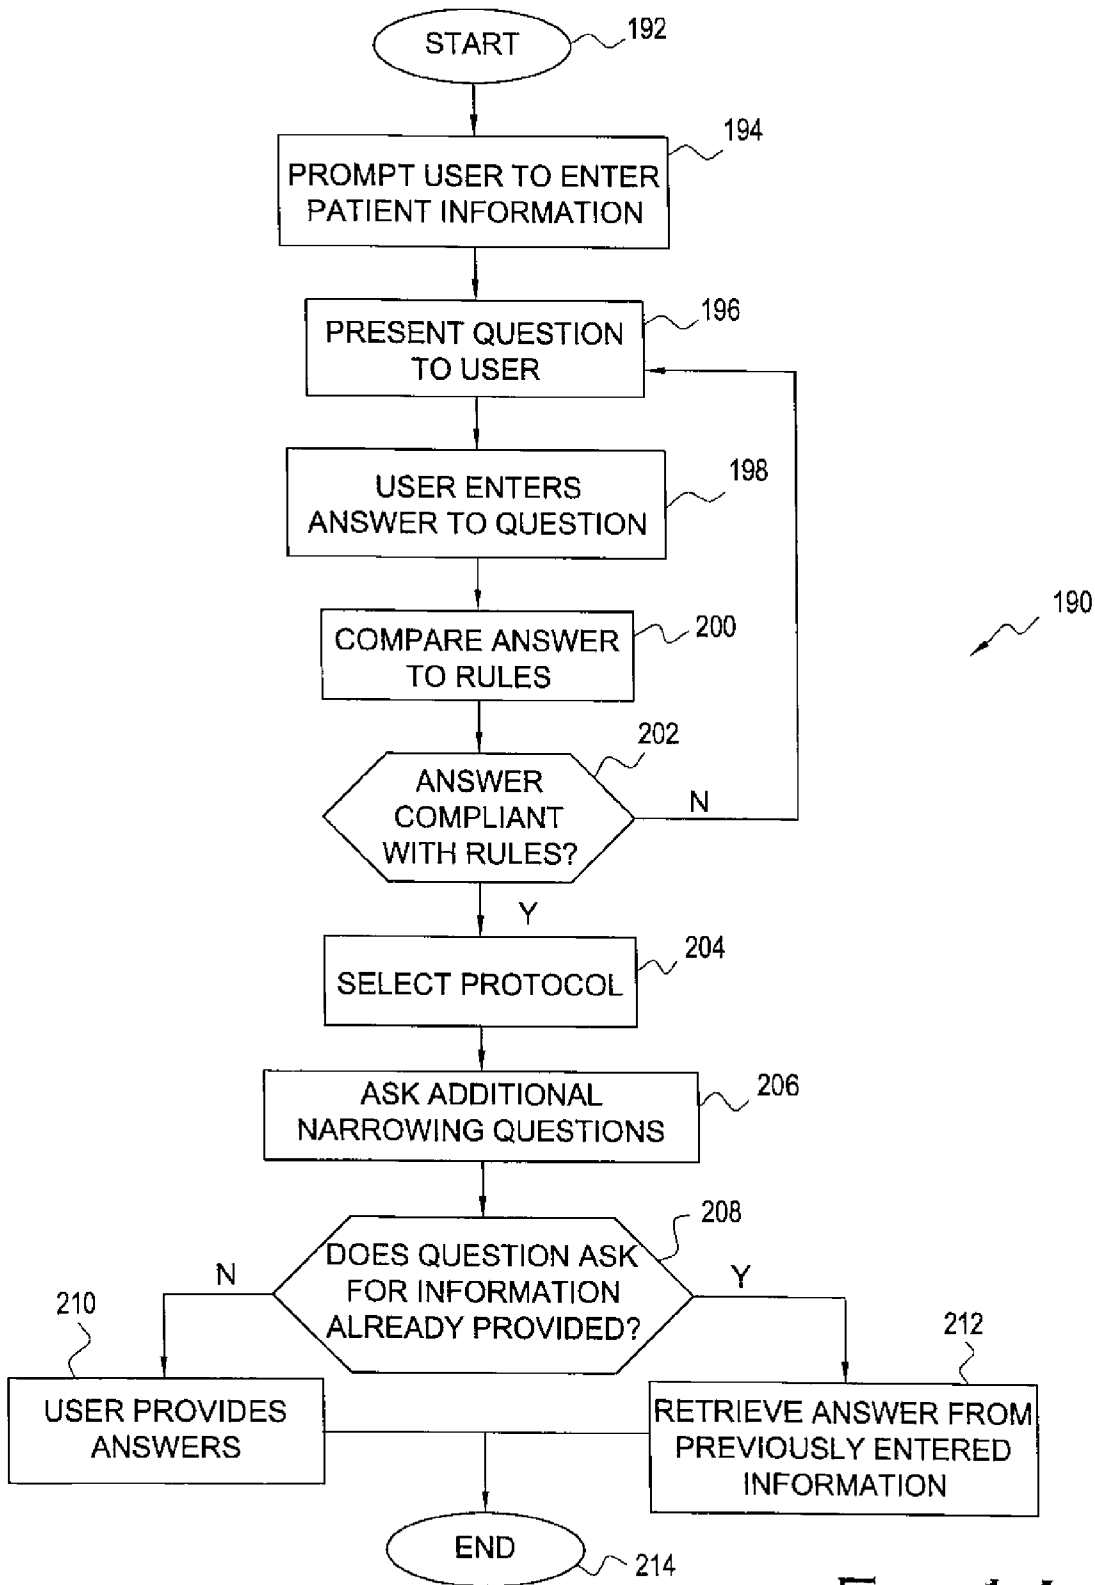 START
192
194
PROMPT USER TO ENTER
PATIENT INFORMATION
196
PRESENT QUESTION
TO USER
198
USER ENTERS
ANSWER TO QUESTION
190
200
COMPARE ANSWER
TO RULES
202
ANSWER
COMPLIANT
WITH RULES?
N
Y
204
SELECT PROTOCOL
206
ASK ADDITIONAL
NARROWING QUESTIONS
208
DOES QUESTION ASK
FOR INFORMATION
ALREADY PROVIDED?
N
Y
210
212
USER PROVIDES
ANSWERS
RETRIEVE ANSWER FROM
PREVIOUSLY ENTERED
INFORMATION
END
214